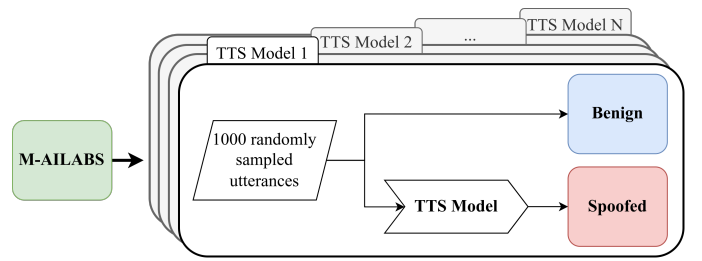 TTS Model N
...
TTS Model 2
TTS Model 1
M-AILABS
1000 randomly
sampled
utterances
Benign
TTS Model
Spoofed